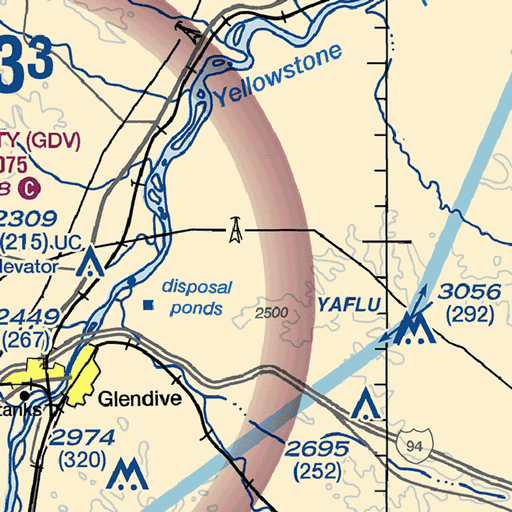 33
Yellowstone
TY (GDV)
075
8 C
2309
(215) UC
levator
disposal
ponds
2500
YAFLU
3056
(292)
2449
(267)
Glendive
tanks
2974
(320)
2695
(252)
94